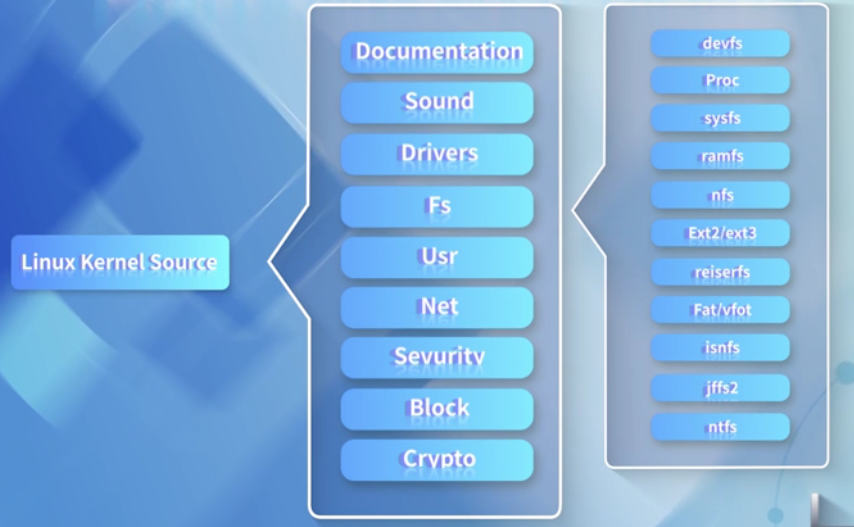 Linux Kernel Source
Documentation
Sound
Drivers
Fs
Usr
Net
Sevurity
Block
Crypto
devfs
Proc
sysfs
ramfs
nfs
Ext2/ext3
reiserfs
Fat/vfot
isnfs
jffs2
ntfs